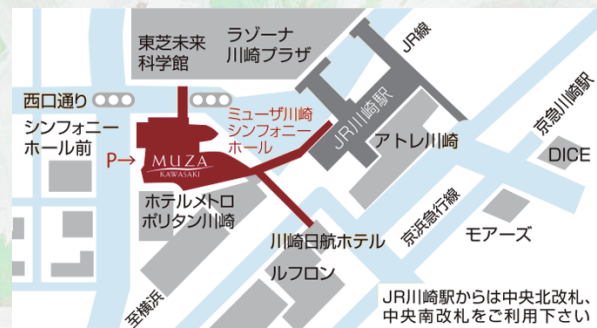 東芝未来
科学館
ラゾーナ
川崎プラザ
JR線
西口通り
シンフォニー
ホール前
ミューザ川崎
シンフォニー
ホール
JR川崎駅
アトレ川崎
京急川崎駅
DICE
P→
MUZA
KAWASAKI
ホテルメトロ
ポリタン川崎
川崎日航ホテル
ルフロン
京浜急行線
モアーズ
至横浜
JR川崎駅からは中央北改札、
中央南改札をご利用下さい